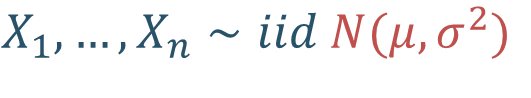 X₁, ..., Xₙ ~ iid N(μ, σ²)